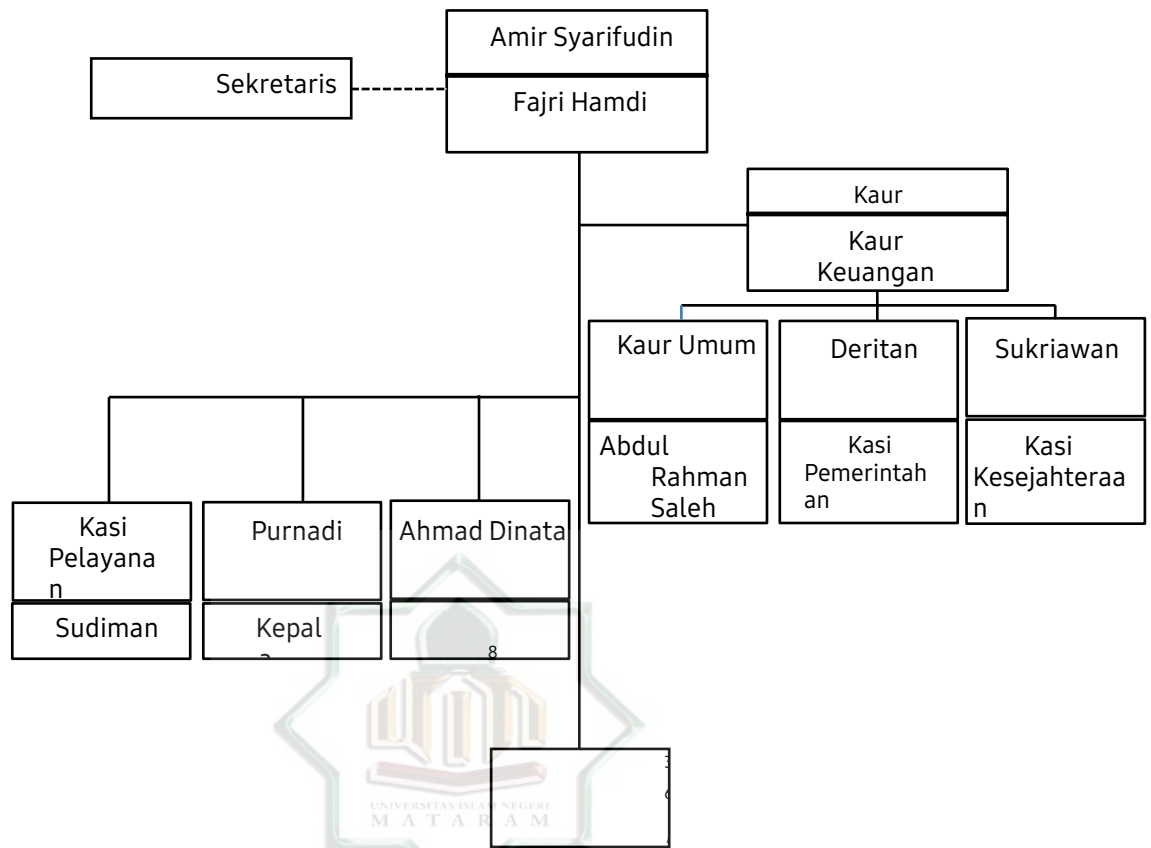 Amir Syarifudin
Sekretaris
Fajri Hamdi
Kaur
Kaur
Keuangan
Kaur Umum
Deritan
Sukriawan
Abdul
Rahman
Saleh
Kasi
Pemerintah
an
Kasi
Kesejahteraa
n
Kasi
Pelayana
n
Purnadi
Ahmad Dinata
Sudiman
Kepal
8
UNIVERSITAS ISLAM NEGERI
MATARAM